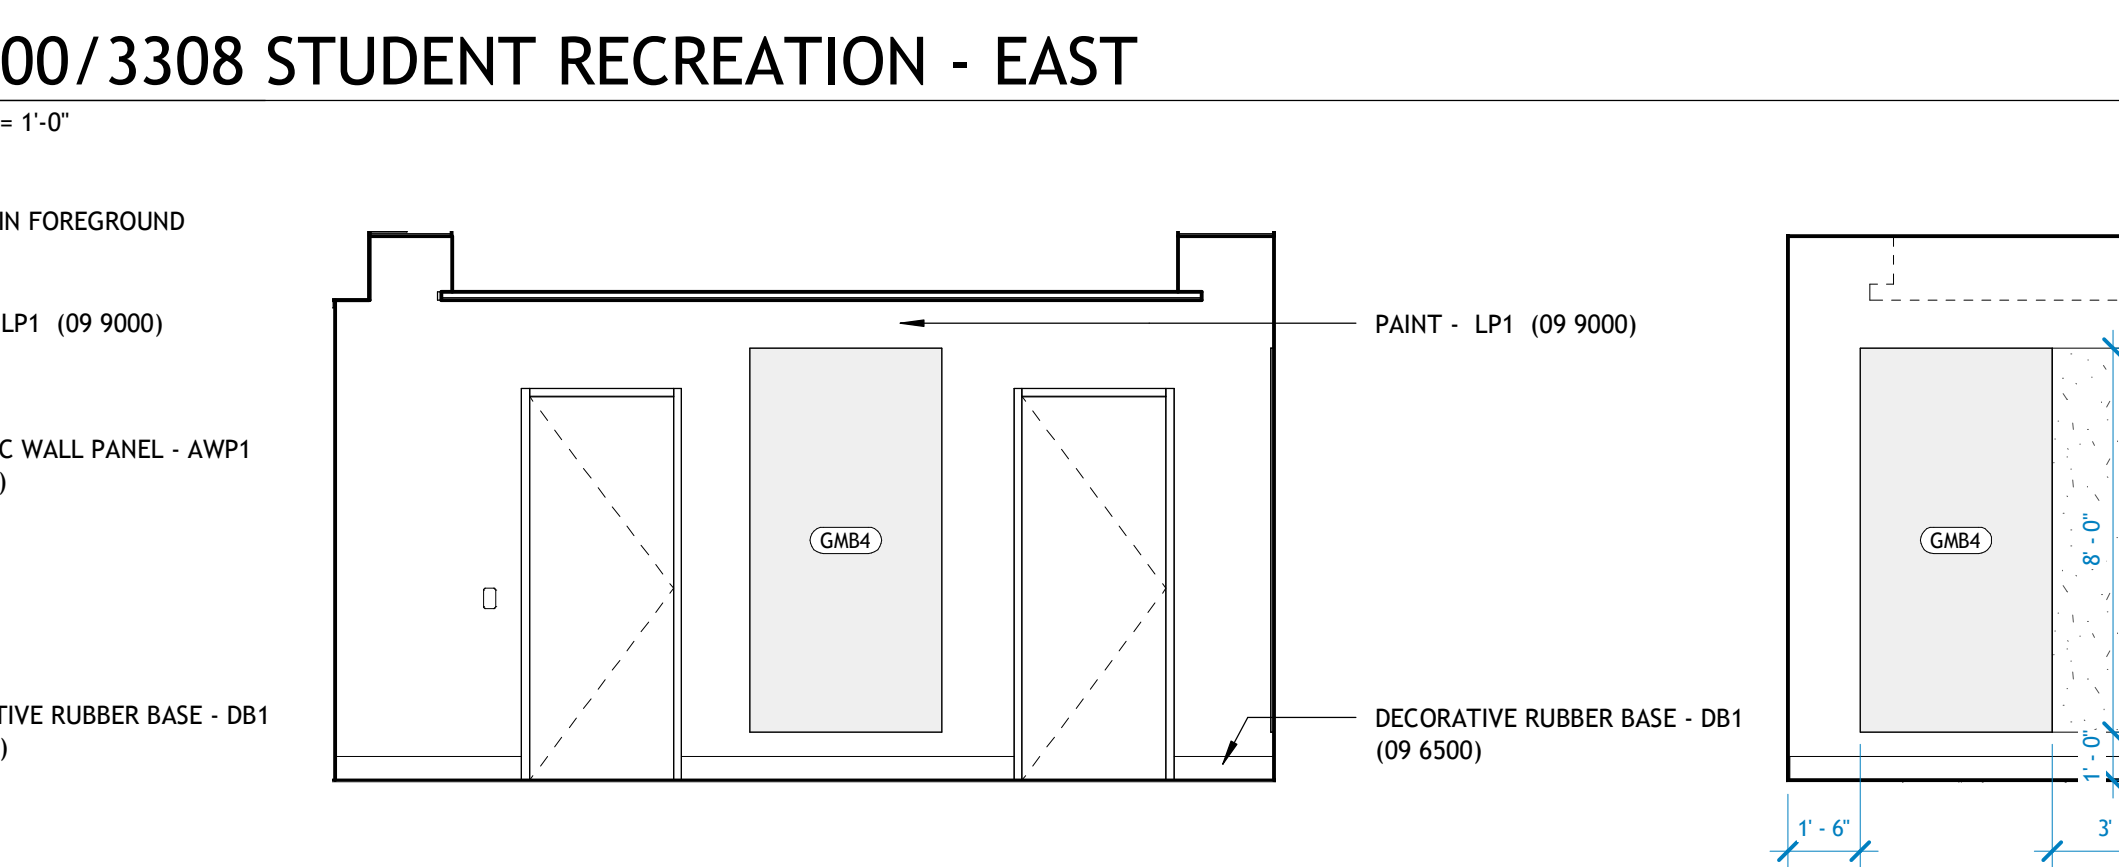 00/3308 STUDENT RECREATION - EAST
= 1'-0"
IN FOREGROUND
LP1 (09 9000)
PAINT - LP1 (09 9000)
C WALL PANEL - AWP1
)
GMB4
GMB4
8' - 0"
TIVE RUBBER BASE - DB1
)
DECORATIVE RUBBER BASE - DB1
(09 6500)
1' - 0"
1' - 6"
3'